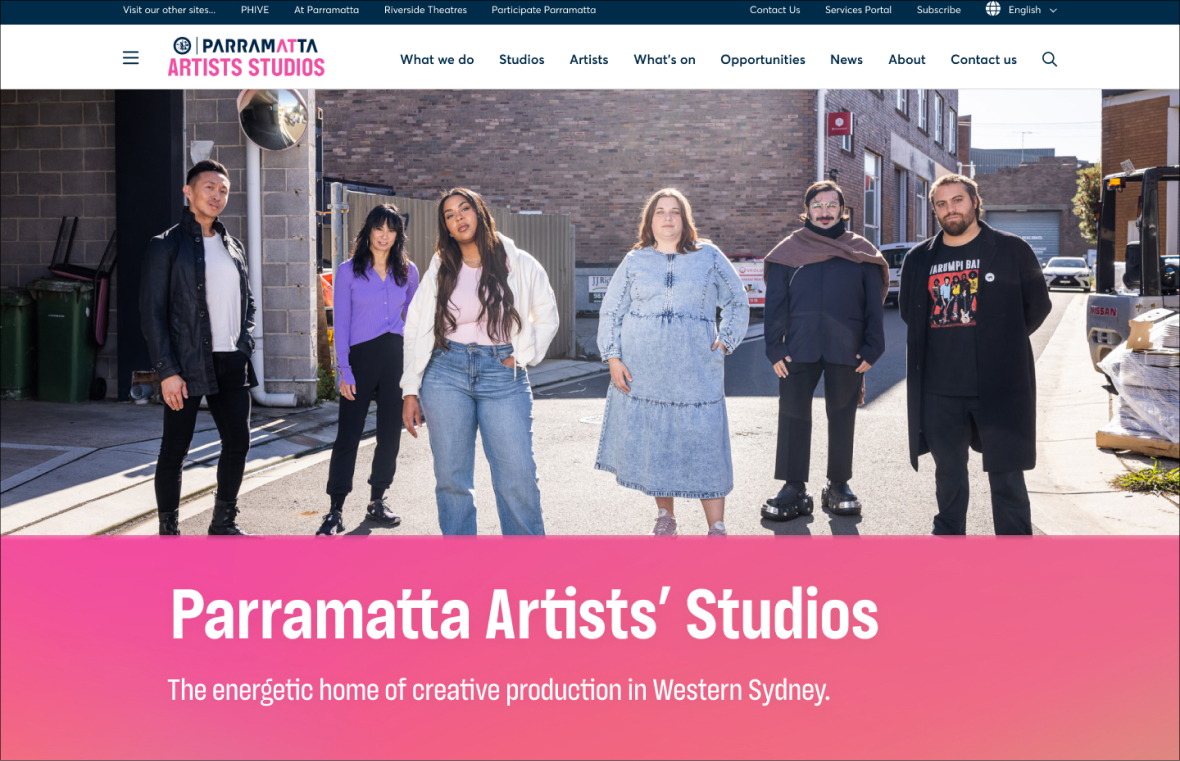 Visit our other sites... PHIVE At Parramatta Riverside Theatres Participate Parramatta Contact Us Services Portal Subscribe English
PARRAMATTA
ARTISTS STUDIOS
What we do Studios Artists What's on Opportunities News About Contact us
NISSAN
Parramatta Artists’ Studios
The energetic home of creative production in Western Sydney.